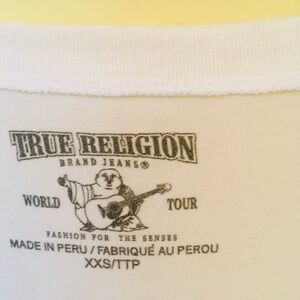 TRUE RELIGION
BRAND JEANS®
WORLD TOUR
FASHION FOR THE SENSES
MADE IN PERU / FABRIQUÉ AU PEROU
XXS/TTP